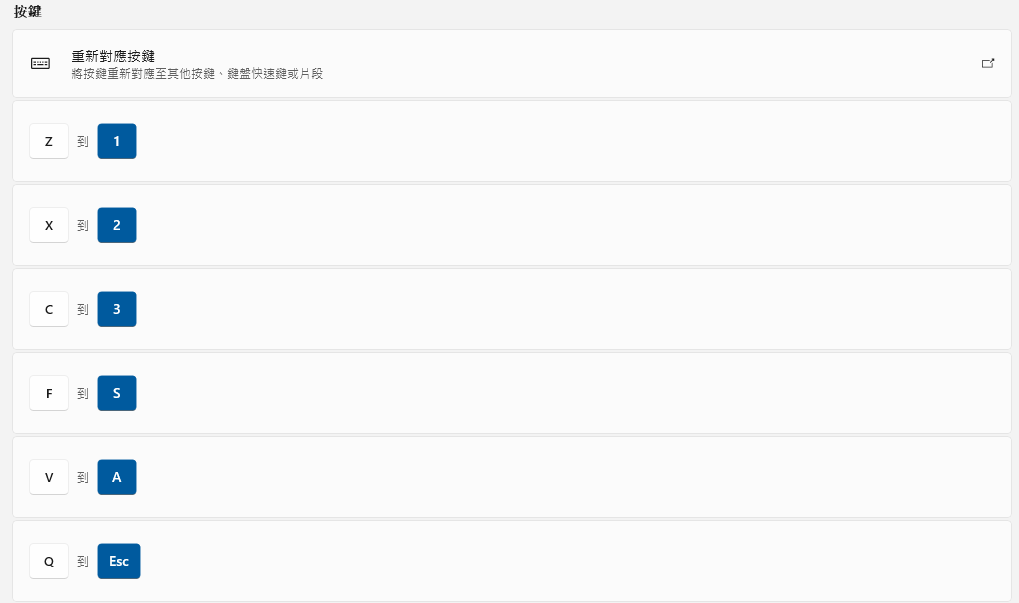 按鍵
重新對應按鍵
將按鍵重新對應至其他按鍵、鍵盤快速鍵或片段
Z 到 1
X 到 2
C 到 3
F 到 S
V 到 A
Q 到 Esc